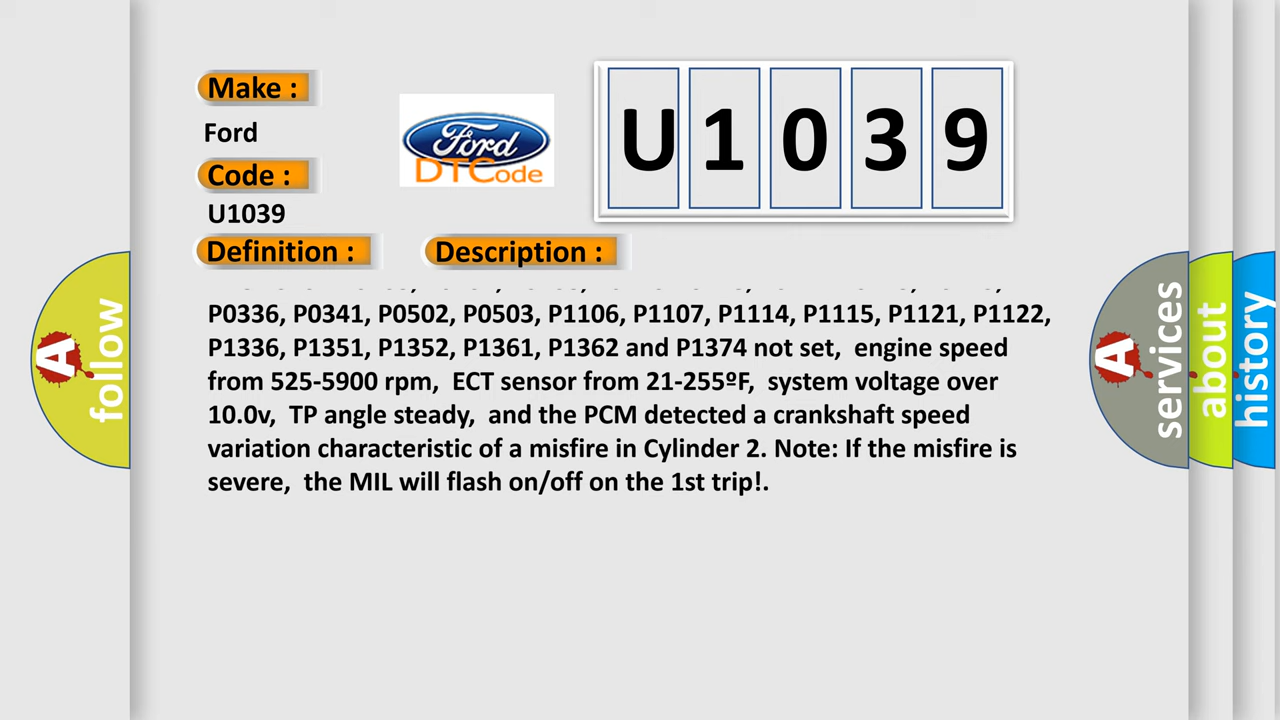 Make :
Ford
Code :
U1039
Definition :
Description :
Ford
DTCode
U1039
P0336, P0341, P0502, P0503, P1106, P1107, P1114, P1115, P1121, P1122,
P1336, P1351, P1352, P1361, P1362 and P1374 not set,  engine speed
from 525-5900 rpm,  ECT sensor from 21-255ºF,  system voltage over
10.0v,  TP angle steady,  and the PCM detected a crankshaft speed
variation characteristic of a misfire in Cylinder 2 Note: If the misfire is
severe,  the MIL will flash on/off on the 1st trip!.
A follow
A services
about
history